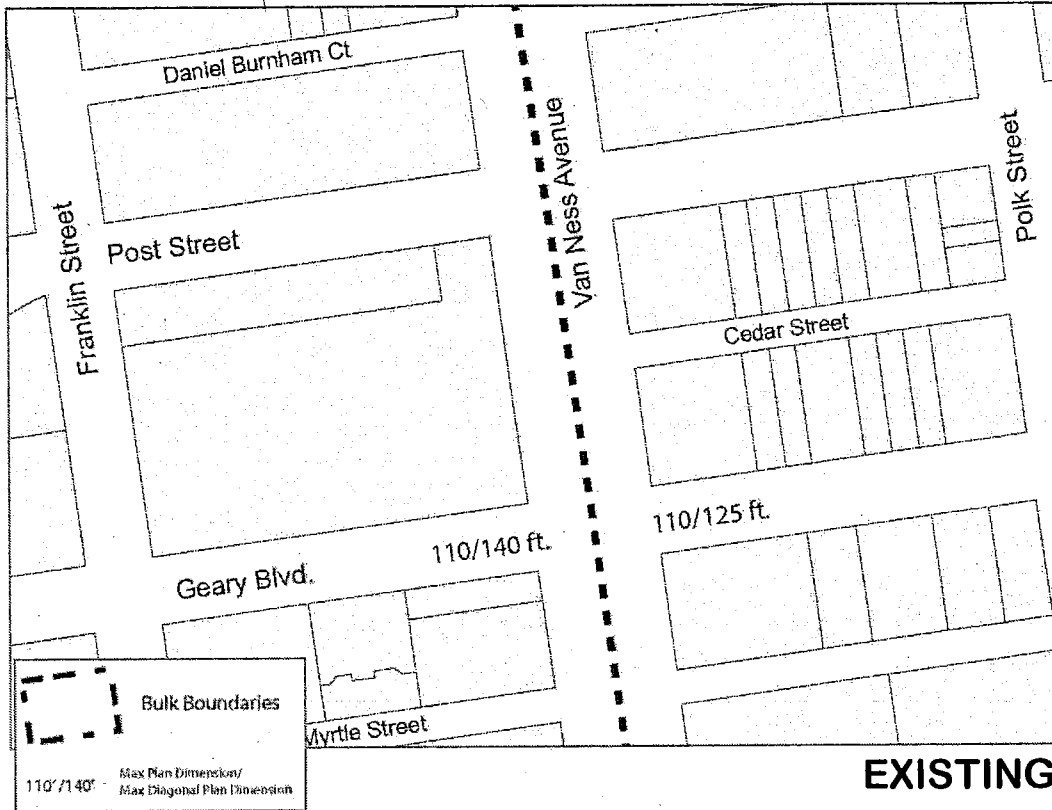 Daniel Burnham Ct
Van Ness Avenue
Polk Street
Franklin Street
Post Street
Cedar Street
110/125 ft.
110/140 ft.
Geary Blvd.
Bulk Boundaries
Myrtle Street
110'/140'
Max Plan Dimension/
Max Diagonal Plan Dimension
EXISTING